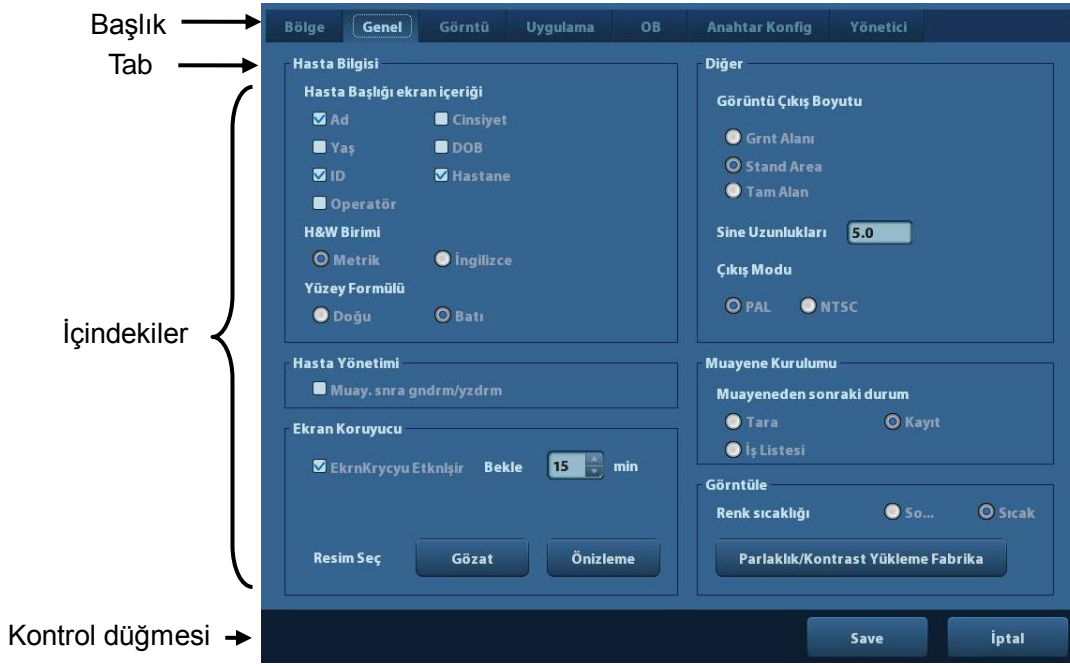 Başlık
Tab
İçindekiler
Kontrol düğmesi
Bölge Genel Görntü Uygulama OB Anahtar Konfig Yönetici
Hasta Bilgisi
Hasta Başlığı ekran içeriği
Ad Cinsiyet
Yaş DOB
ID Hastane
Operatör
H&W Birimi
Metrik İngilizce
Yüzey Formülü
Doğu Batı
Hasta Yönetimi
Muay. snra gndrm/yzdrm
Ekran Koruyucu
EkrnKrycyu Etknlşir Bekle 15 min
Resim Seç Gözat Önizleme
Diğer
Görüntü Çıkış Boyutu
Grnt Alanı
Stand Area
Tam Alan
Sine Uzunlukları 5.0
Çıkış Modu
PAL NTSC
Muayene Kurulumu
Muayeneden sonraki durum
Tara Kayıt
İş Listesi
Görntüle
Renk sıcaklığı So... Sıcak
Parlaklık/Kontrast Yükleme Fabrika
Save İptal